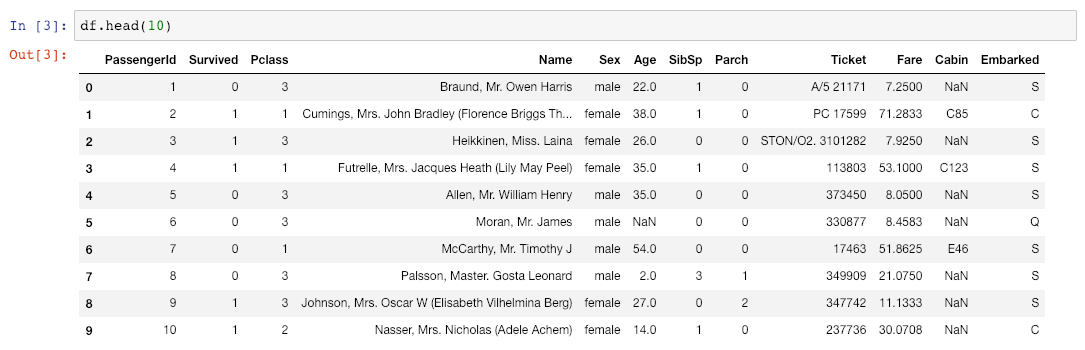 In [3]: df.head(10)
Out[3]:
PassengerId Survived Pclass Name Sex Age SibSp Parch Ticket Fare Cabin Embarked
0 1 0 3 Braund, Mr. Owen Harris male 22.0 1 0 A/5 21171 7.2500 NaN S
1 2 1 1 Cumings, Mrs. John Bradley (Florence Briggs Th... female 38.0 1 0 PC 17599 71.2833 C85 C
2 3 1 3 Heikkinen, Miss. Laina female 26.0 0 0 STON/O2. 3101282 7.9250 NaN S
3 4 1 1 Futrelle, Mrs. Jacques Heath (Lily May Peel) female 35.0 1 0 113803 53.1000 C123 S
4 5 0 3 Allen, Mr. William Henry male 35.0 0 0 373450 8.0500 NaN S
5 6 0 3 Moran, Mr. James male NaN 0 0 330877 8.4583 NaN Q
6 7 0 1 McCarthy, Mr. Timothy J male 54.0 0 0 17463 51.8625 E46 S
7 8 0 3 Palsson, Master. Gosta Leonard male 2.0 3 1 349909 21.0750 NaN S
8 9 1 3 Johnson, Mrs. Oscar W (Elisabeth Vilhelmina Berg) female 27.0 0 2 347742 11.1333 NaN S
9 10 1 2 Nasser, Mrs. Nicholas (Adele Achem) female 14.0 1 0 237736 30.0708 NaN C